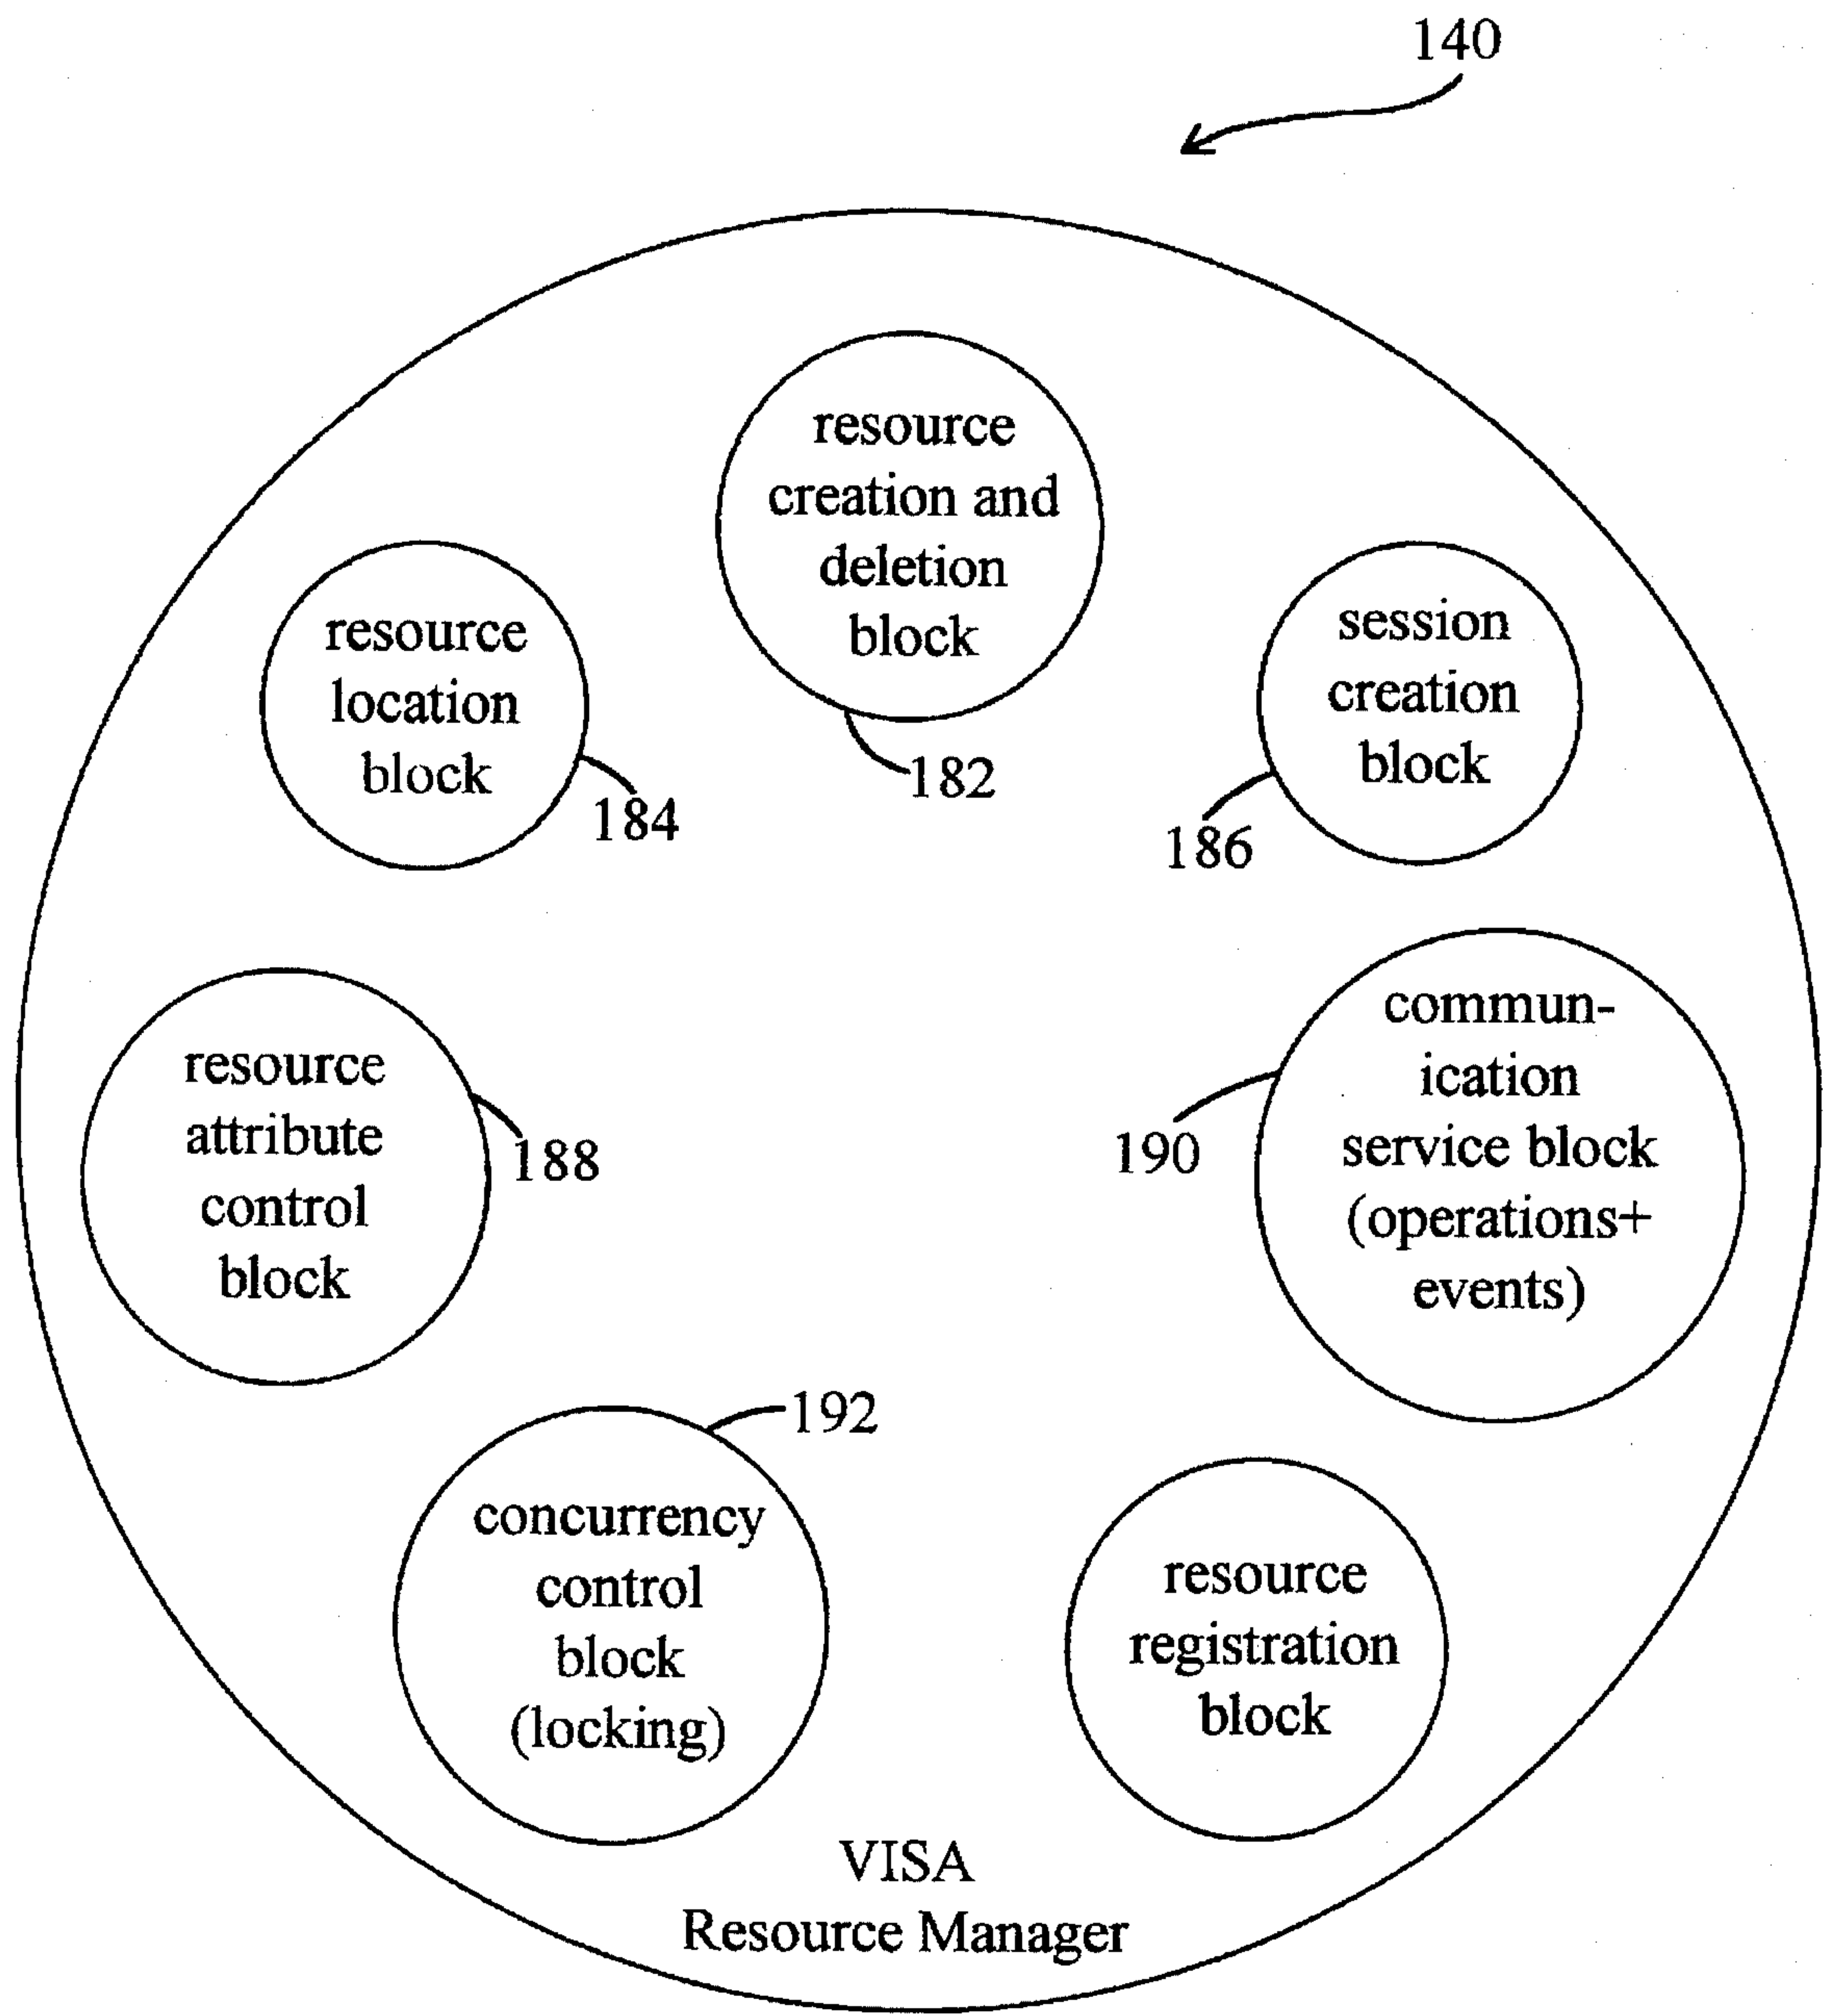 140
resource
creation and
deletion
block
182
resource
location
block
184
session
creation
block
186
resource
attribute
control
block
188
commun-
ication
service block
(operations+
events)
190
concurrency
control
block
(locking)
192
resource
registration
block
VISA
Resource Manager